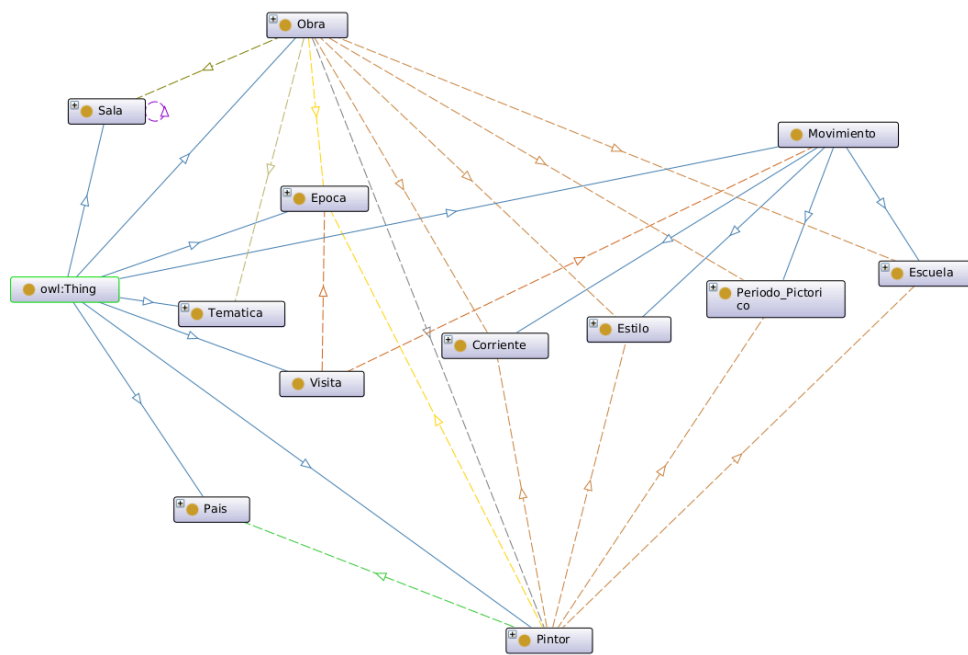 Obra
Sala
Movimiento
Epoca
Escuela
owl:Thing
Periodo_Pictori
co
Tematica
Estilo
Corriente
Visita
Pais
Pintor